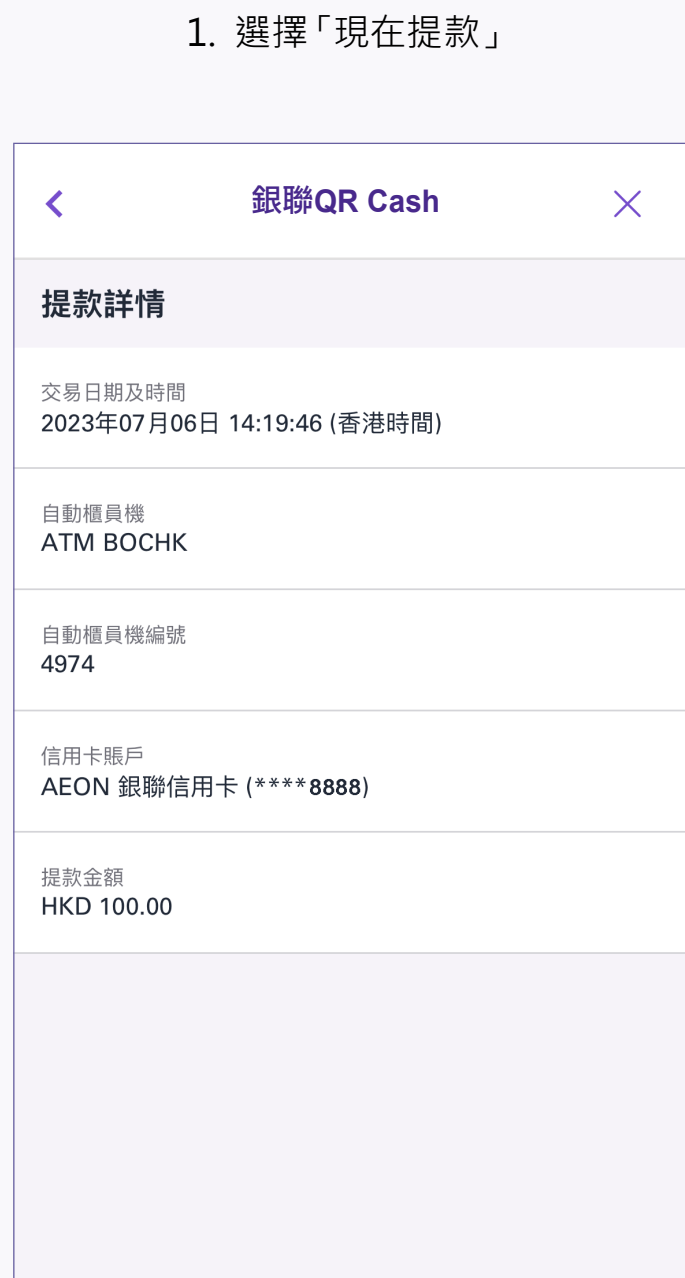 1. 選擇「現在提款」
銀聯QR Cash
提款詳情
交易日期及時間
2023年07月06日 14:19:46 (香港時間)
自動櫃員機
ATM BOCHK
自動櫃員機編號
4974
信用卡賬戶
AEON 銀聯信用卡 (****8888)
提款金額
HKD 100.00